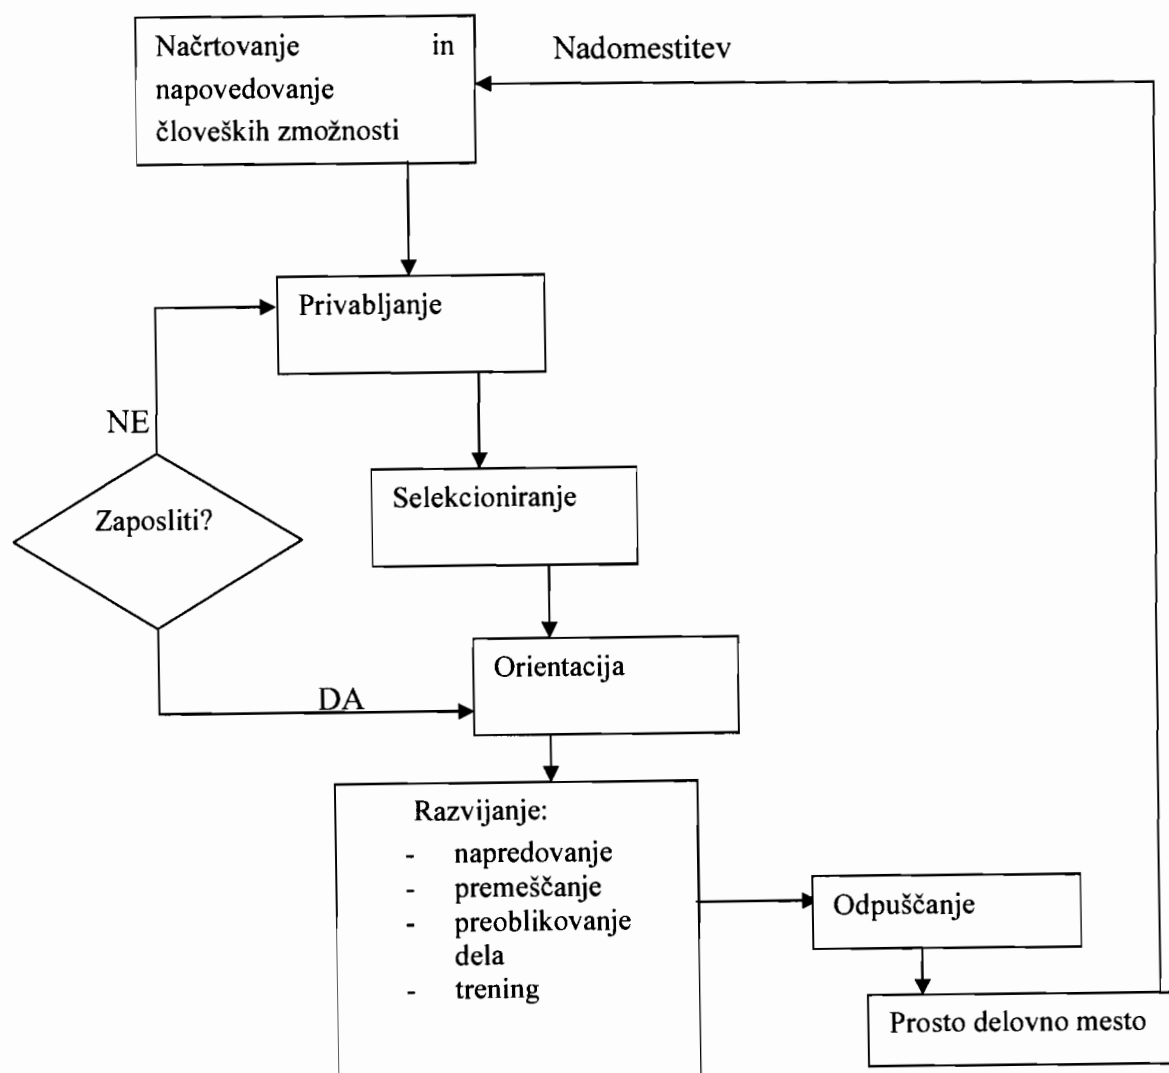 Načrtovanje in
napovedovanje
človeških zmožnosti
Nadomestitev
Privabljanje
NE
Zaposliti?
Selekcioniranje
Orientacija
DA
Razvijanje:
- napredovanje
- premeščanje
- preoblikovanje
dela
- trening
Odpuščanje
Prosto delovno mesto